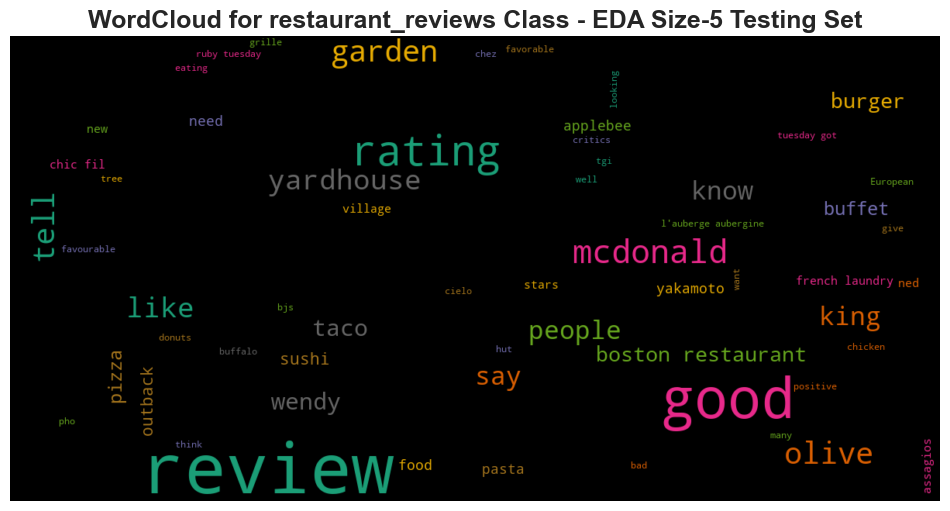 WordCloud for restaurant_reviews Class - EDA Size-5 Testing Set
grille
garden
chez
favorable
ruby tuesday
eating
looking
burger
need
new
applebee
tuesday got
critics
rating
chic fil
tgi
yardhouse
well
know
tree
European
village
buffet
tell
l'auberge aubergine
give
favourable
mcdonald
french laundry
ned
want
stars
yakamoto
cielo
like
bjs
king
taco
people
donuts
buffalo
hut
chicken
sushi
boston restaurant
pizza
say
positive
outback
wendy
good
pho
many
think
olive
review
food
pasta
bad
assagios